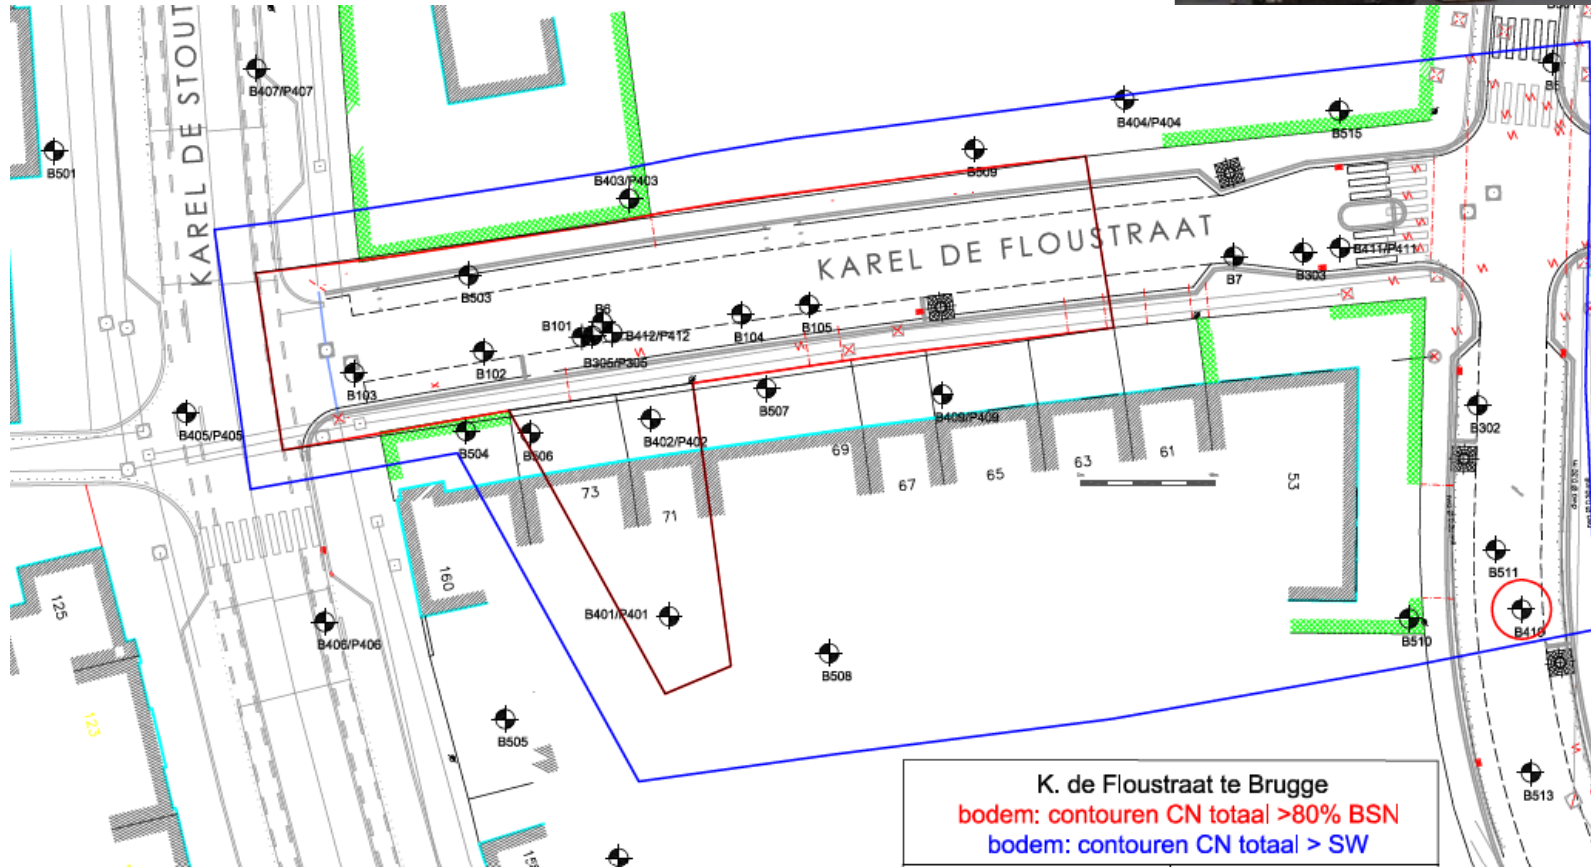 KAREL DE STOUT
B407/P407
B501
B404/P404
B5
B515
B509
B403/P403
KAREL DE FLOUSTRAAT
B411/P411
B7
B303
B503
B6
B101
B412/P412
B104
B105
B305/P305
B102
B103
B405/P405
B504
B506
B402/P402
B507
B409/P409
B302
69
67
65
63
61
53
73
71
160
125
123
B401/P401
B406/P406
B508
B510
B511
B410
B505
B513
K. de Floustraat te Brugge
bodem: contouren CN totaal >80% BSN
bodem: contouren CN totaal > SW